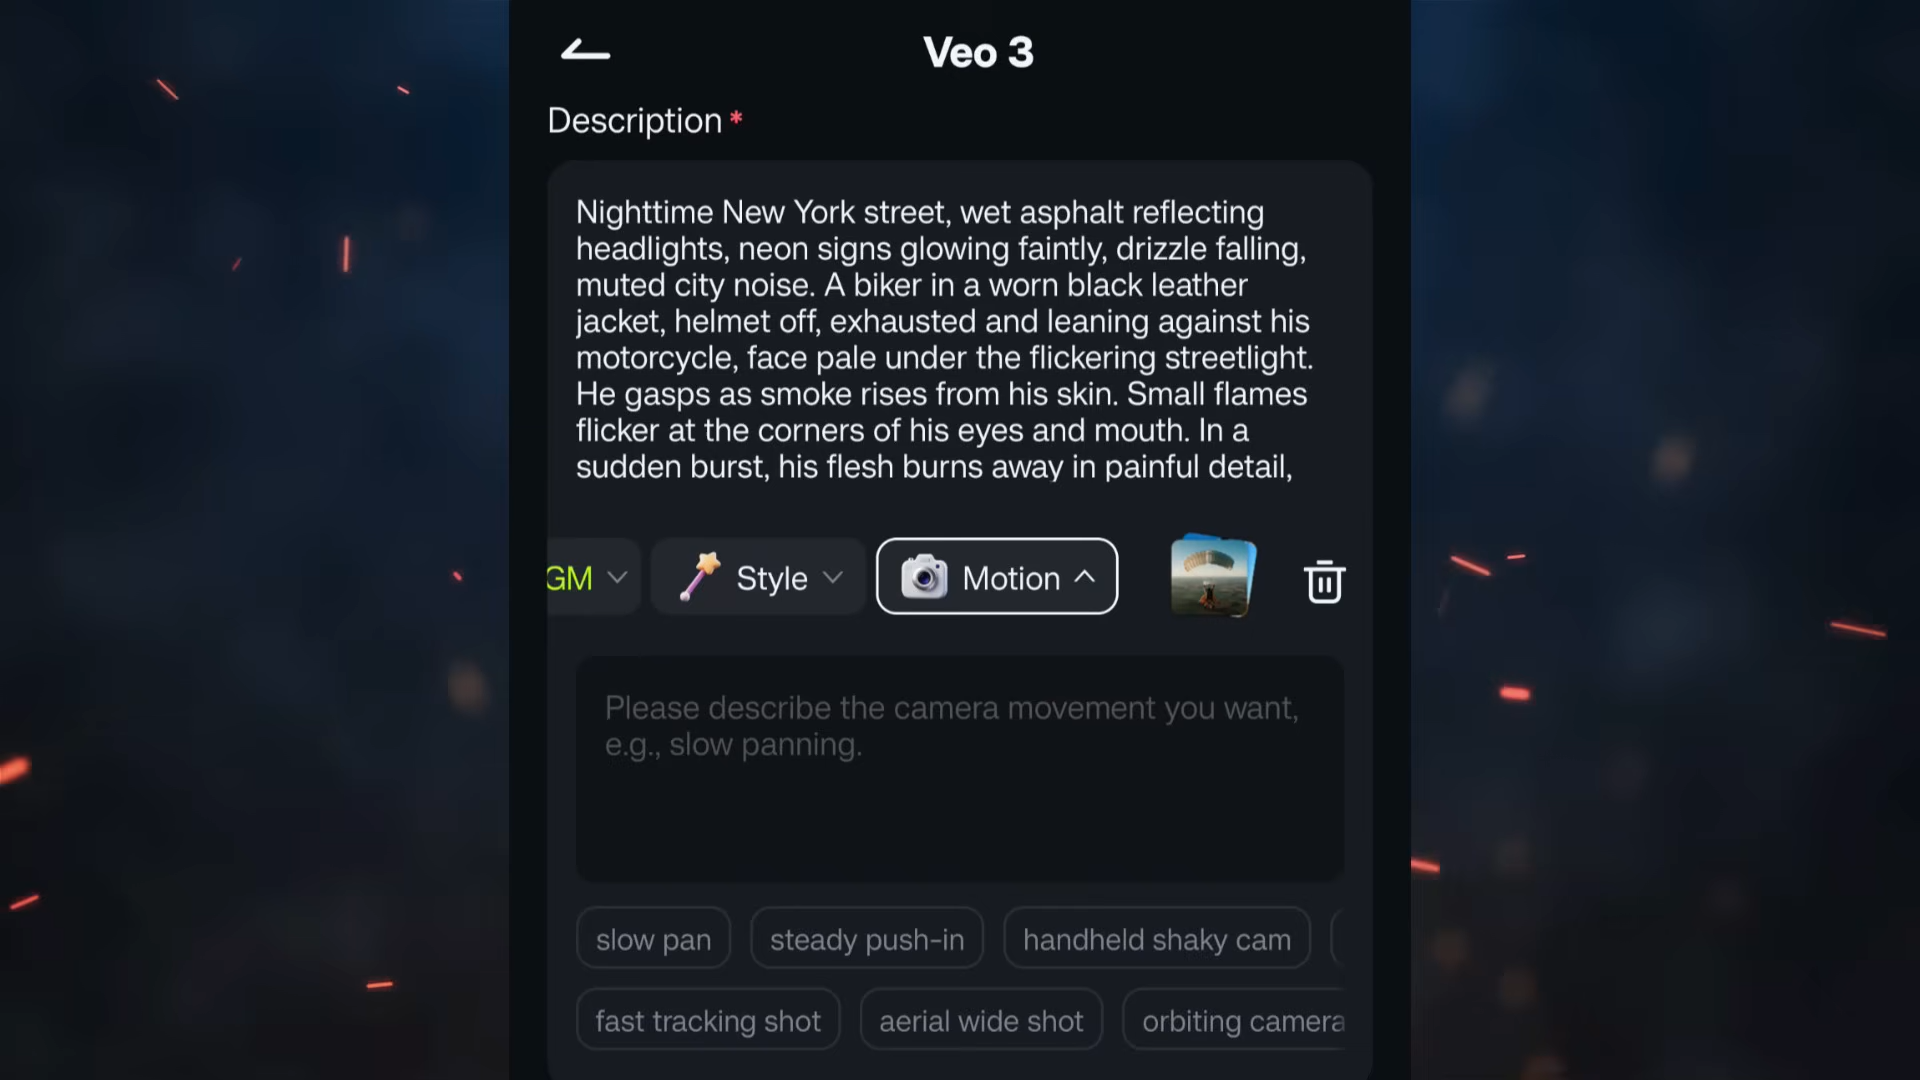 Veo 3
Description *
Nighttime New York street, wet asphalt reflecting
headlights, neon signs glowing faintly, drizzle falling,
muted city noise. A biker in a worn black leather
jacket, helmet off, exhausted and leaning against his
motorcycle, face pale under the flickering streetlight.
He gasps as smoke rises from his skin. Small flames
flicker at the corners of his eyes and mouth. In a
sudden burst, his flesh burns away in painful detail,
GM Style Motion
Please describe the camera movement you want,
e.g., slow panning.
slow pan steady push-in handheld shaky cam
fast tracking shot aerial wide shot orbiting camera